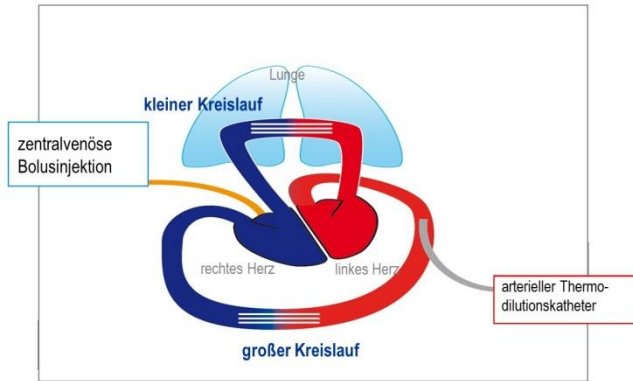 Lunge
kleiner Kreislauf
zentralvenöse
Bolusinjektion
rechtes Herz
linkes Herz
arterieller Thermo-
dilutionskatheter
großer Kreislauf